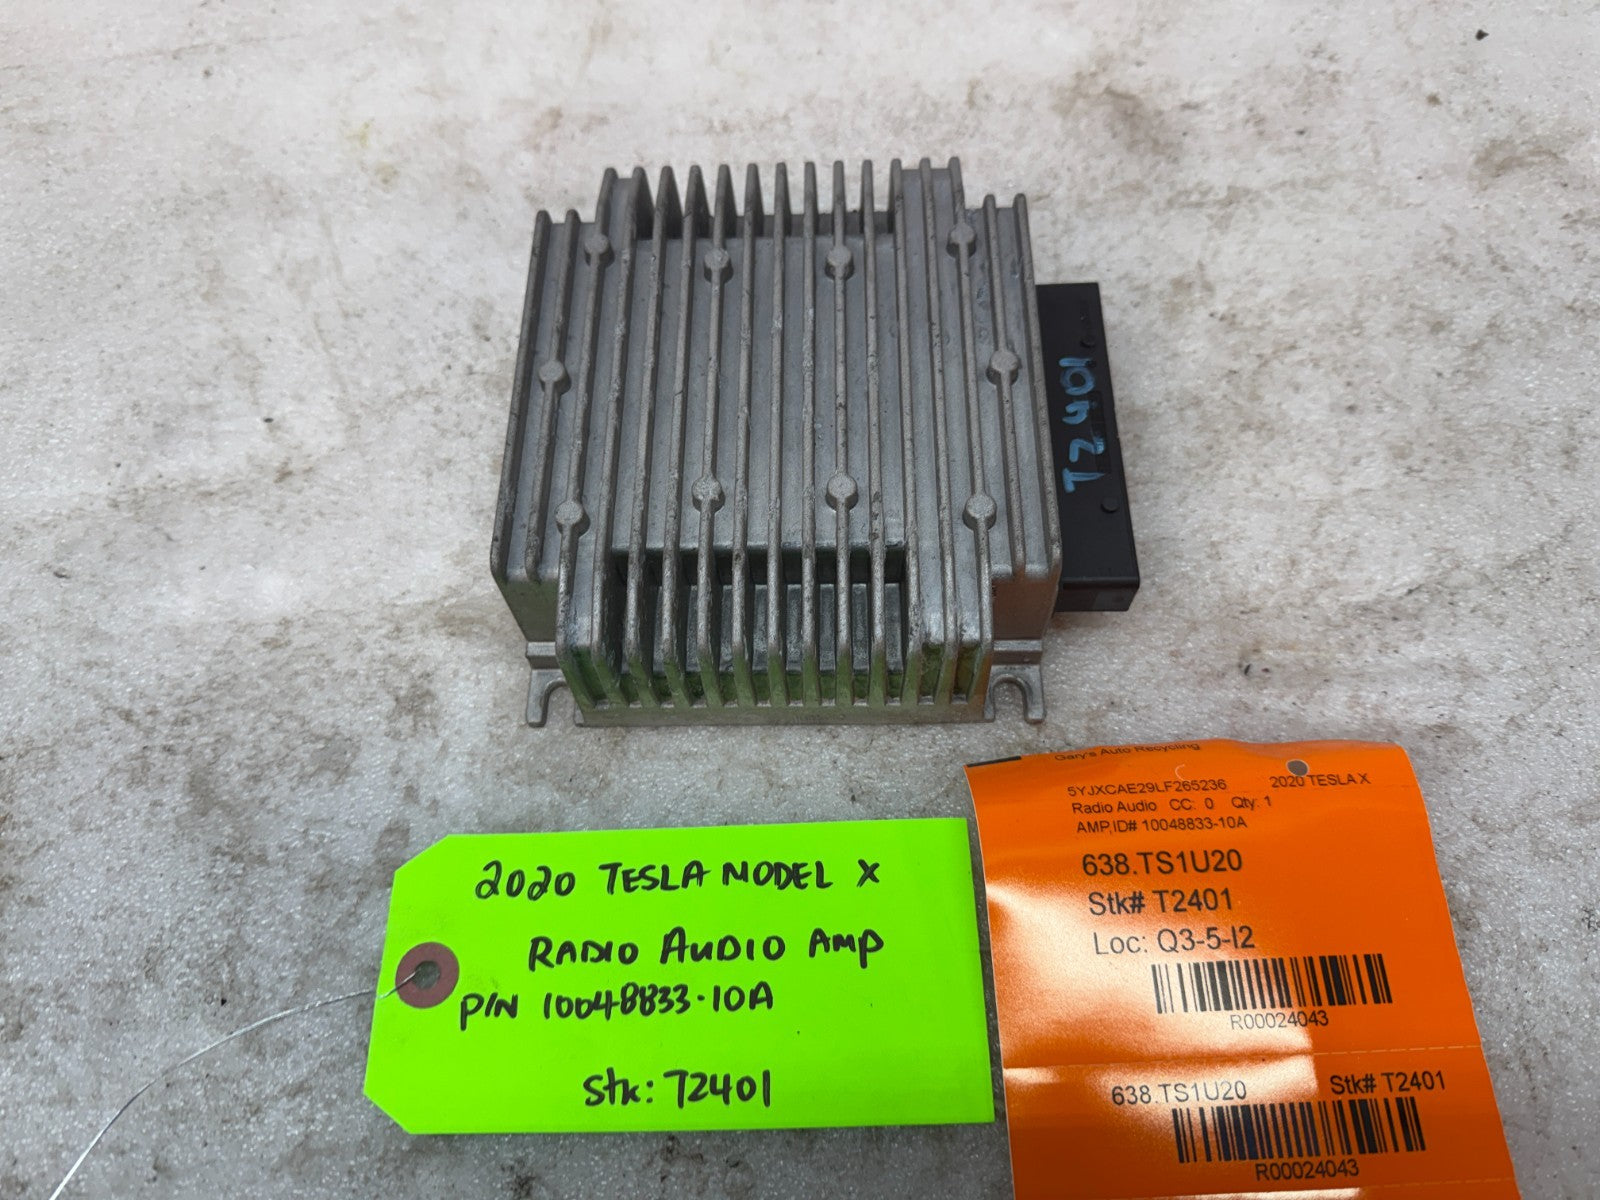 T2401
2020 TESLA MODEL X
RADIO AUDIO AMP
P/N 10048833-10A
Stk: T2401
Gary's Auto Recycling
5YJXCAE29LF265236 2020 TESLA X
Radio Audio CC: 0 Qty: 1
AMP,ID# 10048833-10A
638.TS1U20
Stk# T2401
Loc: Q3-5-I2
R00024043
638.TS1U20 Stk# T2401
R00024043